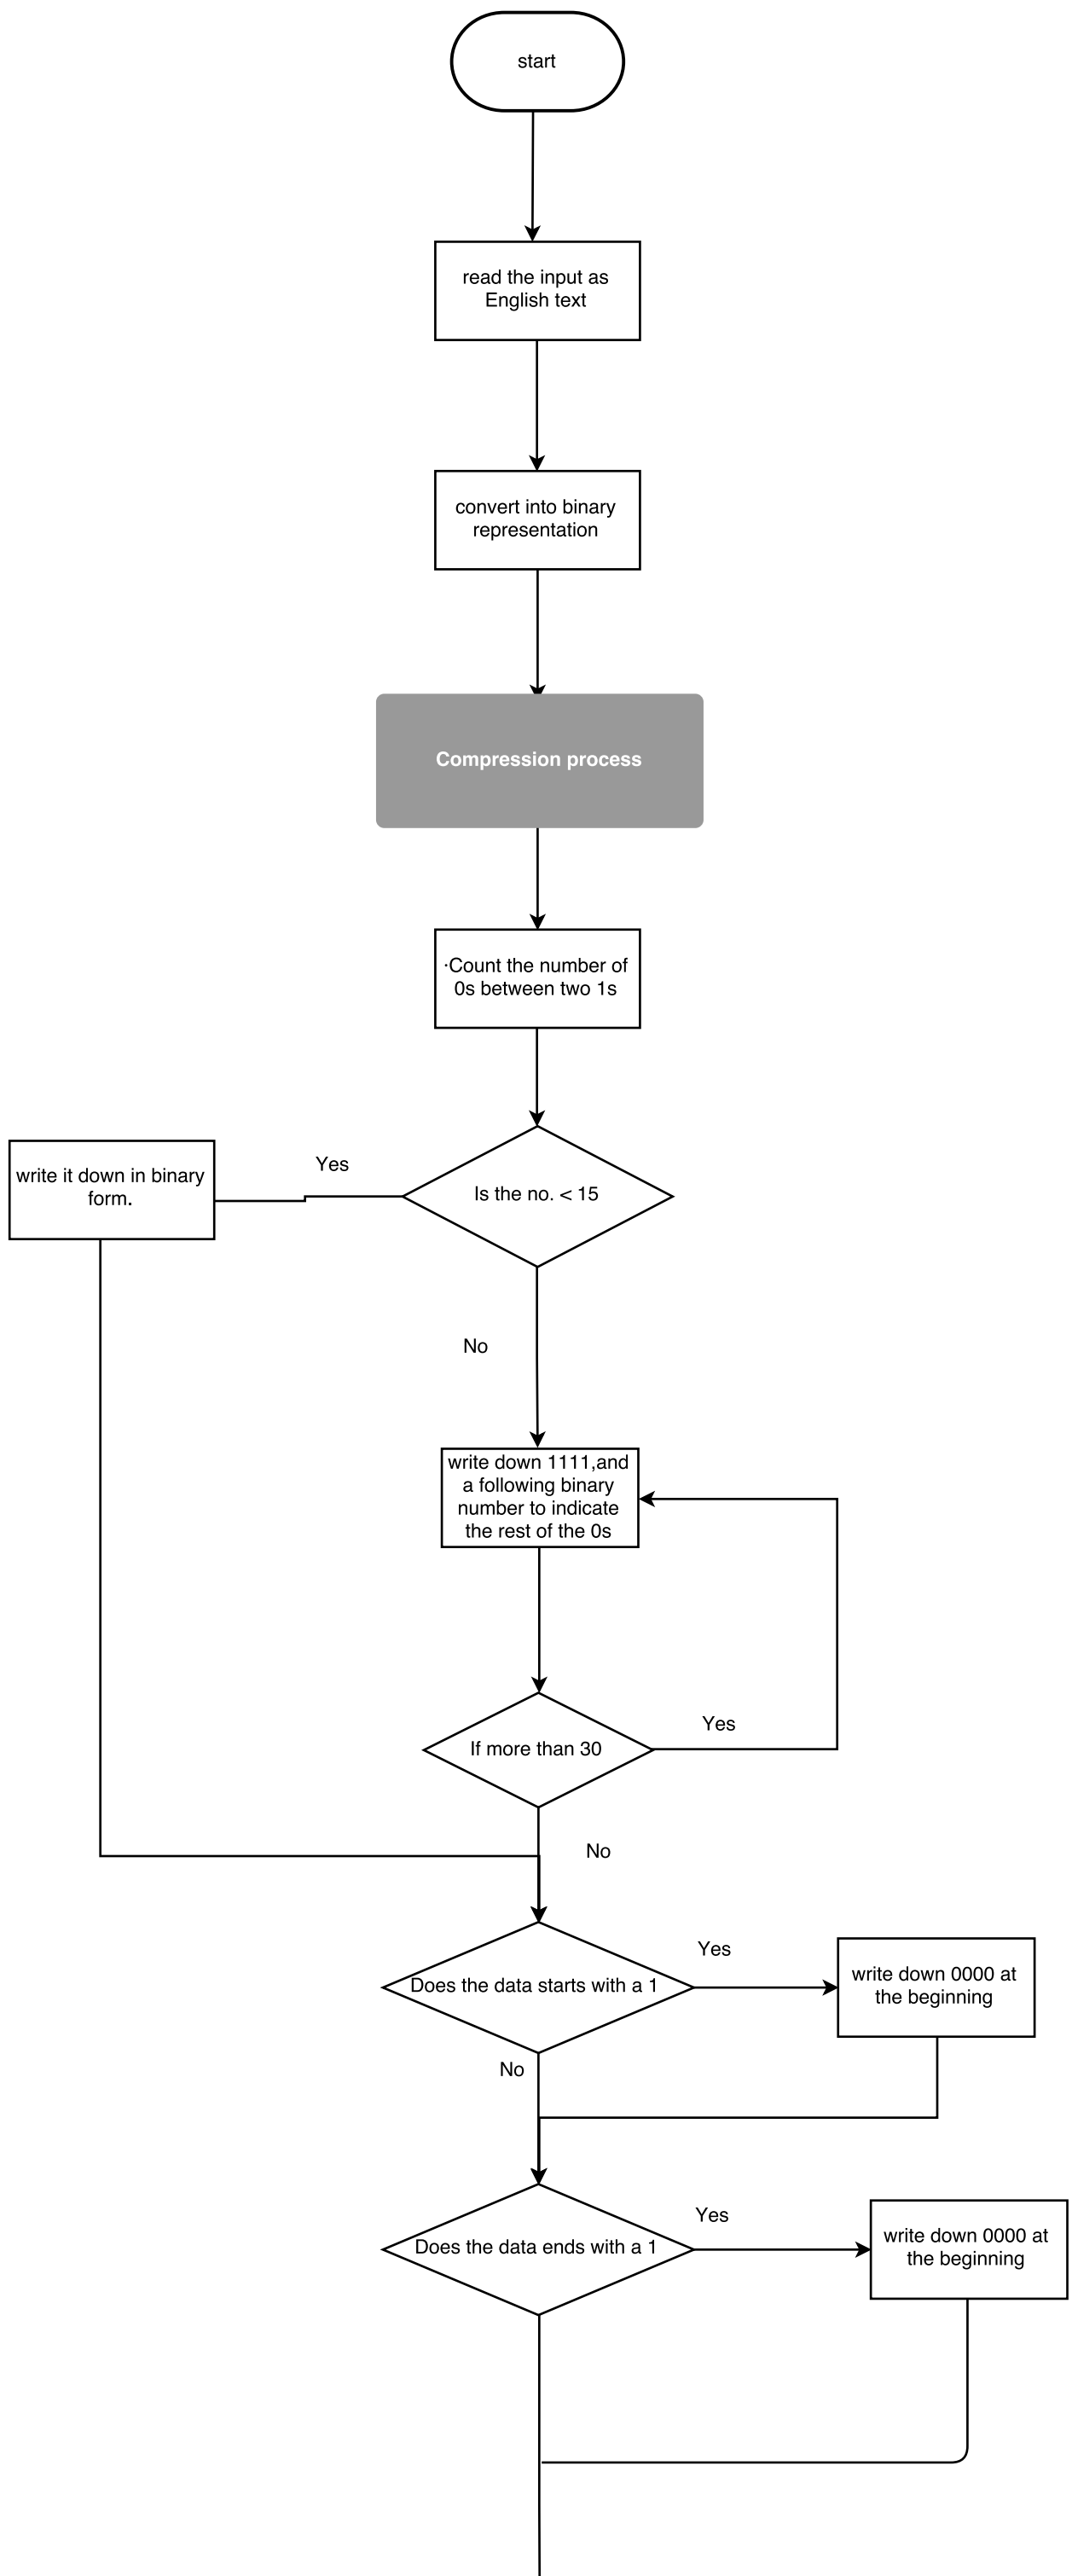 start
read the input as
English text
convert into binary
representation
Compression process
·Count the number of
0s between two 1s
Is the no. < 15
Yes
write it down in binary
form.
No
write down 1111,and
a following binary
number to indicate
the rest of the 0s
If more than 30
Yes
No
Does the data starts with a 1
Yes
write down 0000 at
the beginning
No
Does the data ends with a 1
Yes
write down 0000 at
the beginning